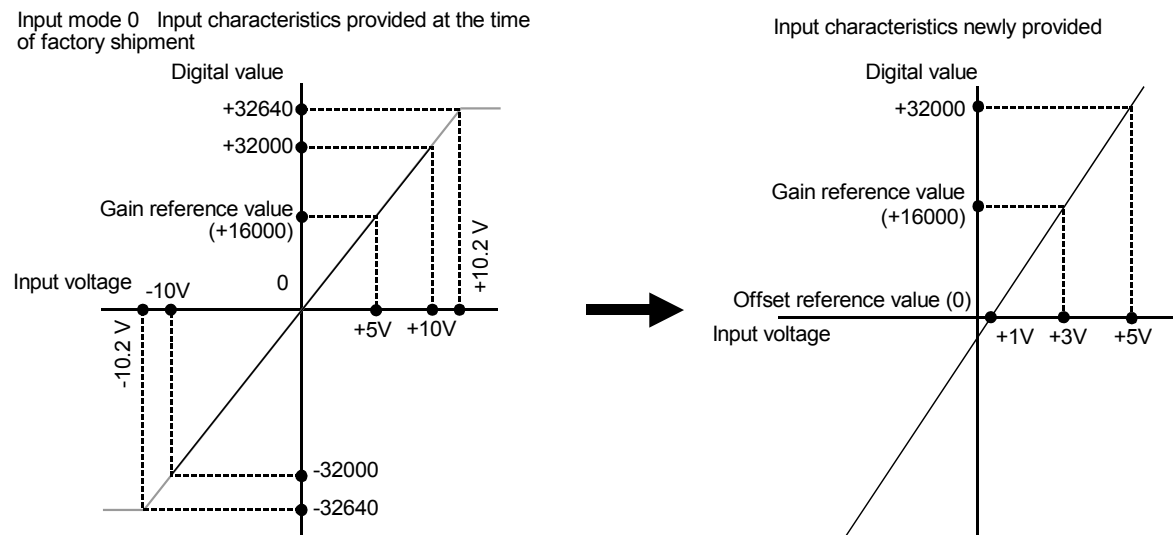 Input mode 0 Input characteristics provided at the time
of factory shipment
Digital value
+32640
+32000
Gain reference value
(+16000)
+10.2 V
0
Input voltage
-10V
+5V
+10V
-10.2 V
-32000
-32640
Input characteristics newly provided
Digital value
+32000
Gain reference value
(+16000)
Offset reference value (0)
Input voltage
+1V
+3V
+5V